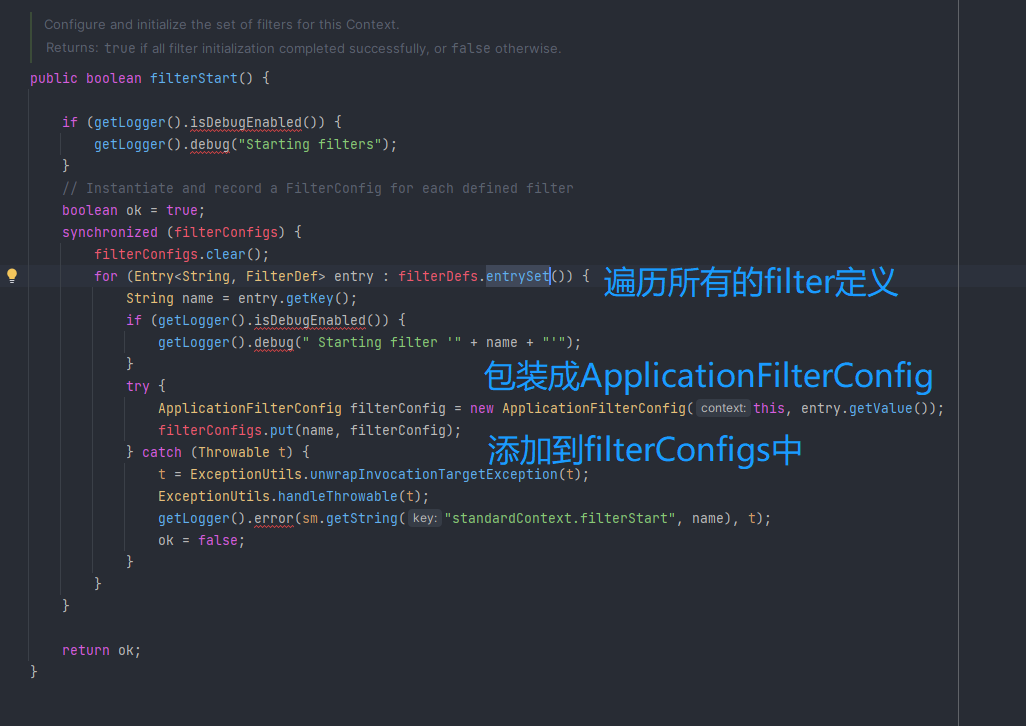 Configure and initialize the set of filters for this Context.
Returns: true if all filter initialization completed successfully, or false otherwise.
public boolean filterStart() {
if (getLogger().isDebugEnabled()) {
getLogger().debug("Starting filters");
}
// Instantiate and record a FilterConfig for each defined filter
boolean ok = true;
synchronized (filterConfigs) {
filterConfigs.clear();
for (Entry<String, FilterDef> entry : filterDefs.entrySet()) { 遍历所有的filter定义
String name = entry.getKey();
if (getLogger().isDebugEnabled()) {
getLogger().debug(" Starting filter '" + name + "'");
}
包装成ApplicationFilterConfig
try {
ApplicationFilterConfig filterConfig = new ApplicationFilterConfig( context: this, entry.getValue());
filterConfigs.put(name, filterConfig);
添加到filterConfigs中
} catch (Throwable t) {
t = ExceptionUtils.unwrapInvocationTargetException(t);
ExceptionUtils.handleThrowable(t);
getLogger().error(sm.getString( key: "standardContext.filterStart", name), t);
ok = false;
}
}
}
return ok;
}